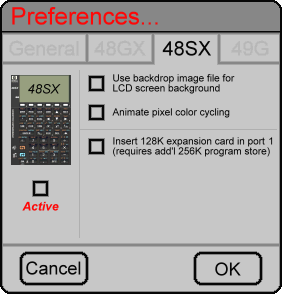 Preferences...
General 48GX 48SX 49G
48SX
Use backdrop image file for
LCD screen background
Animate pixel color cycling
Insert 128K expansion card in port 1
(requires add'l 256K program store)
Active
Cancel OK